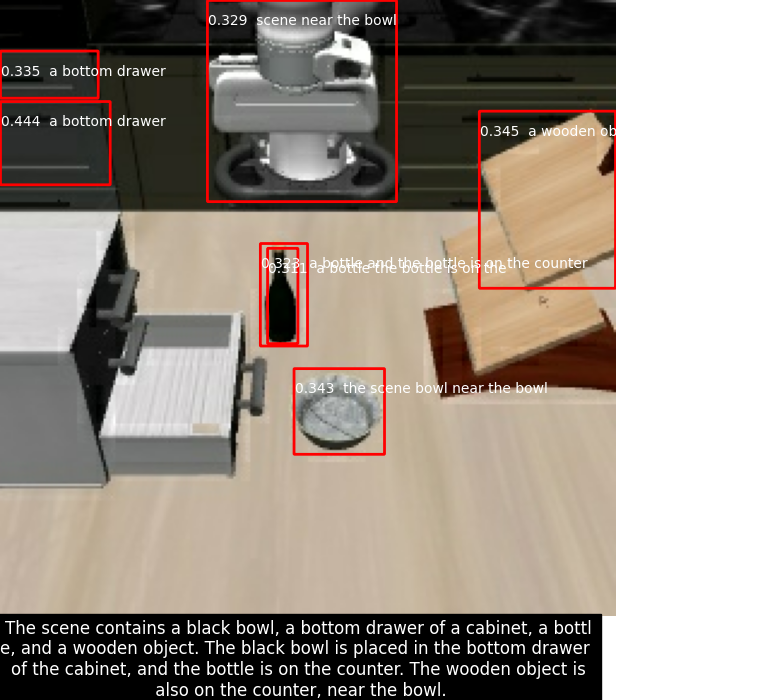 0.329 scene near the bowl
0.335 a bottom drawer
0.444 a bottom drawer
0.345 a wooden ob
0.323 a bottle and the bottle is on the counter
0.311 a bottle the bottle is on the
0.343 the scene bowl near the bowl
The scene contains a black bowl, a bottom drawer of a cabinet, a bottl
e, and a wooden object. The black bowl is placed in the bottom drawer
of the cabinet, and the bottle is on the counter. The wooden object is
also on the counter, near the bowl.